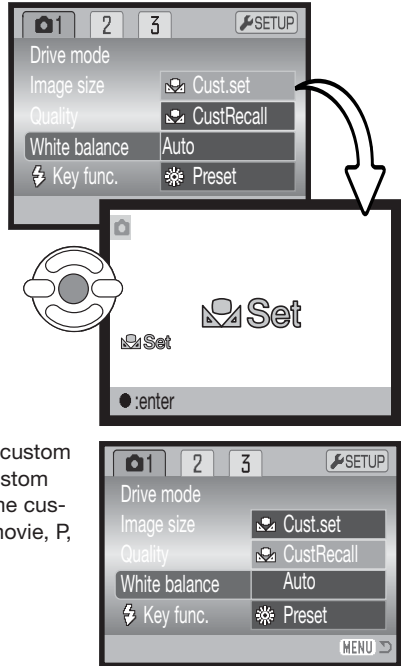 1 2 3 SETUP
Drive mode
Image size Cust.set
Quality CustRecall
White balance Auto
Key func. Preset
Set
Set
:enter
custom
stom
ne cus-
movie, P,
1 2 3 SETUP
Drive mode
Image size Cust.set
Quality CustRecall
White balance Auto
Key func. Preset
MENU